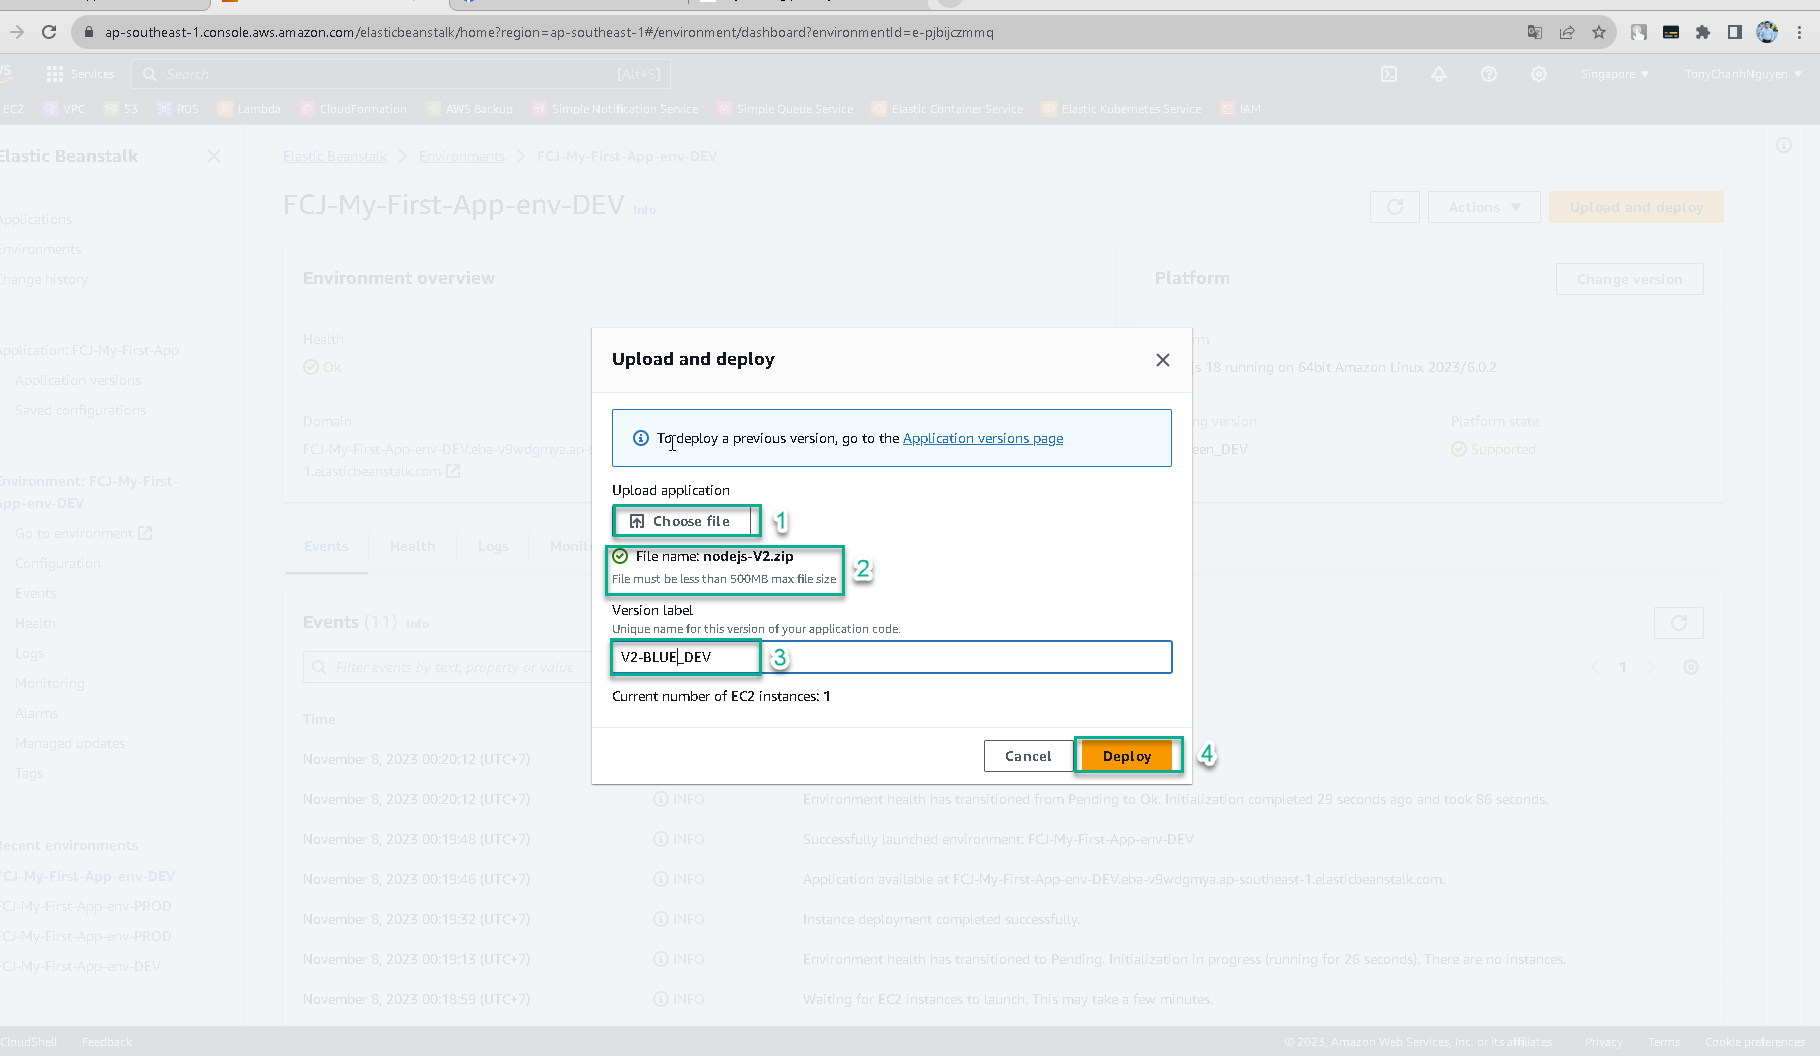 ap-southeast-1.console.aws.amazon.com/elasticbeanstalk/home?region=ap-southeast-1#/environment/dashboard?environmentId=e-pjbijczmmq
Services
Search
[Alt+S]
Singapore
TonyChanhNguyen
EC2
VPC
S3
RDS
Lambda
CloudFormation
AWS Backup
Simple Notification Service
Simple Queue Service
Elastic Container Service
Elastic Kubernetes Service
IAM
Elastic Beanstalk
Applications
Environments
Change history
Application: FCJ-My-First-App
Application versions
Saved configurations
Environment: FCJ-My-First-
App-env-DEV
Go to environment
Configuration
Events
Health
Logs
Monitoring
Alarms
Managed updates
Tags
Recent environments
FCJ-My-First-App-env-DEV
FCJ-My-First-App-env-PROD
FCJ-My-First-App-env-PROD
FCJ-My-First-App-env-DEV
Elastic Beanstalk
Environments
FCJ-My-First-App-env-DEV
FCJ-My-First-App-env-DEV Info
Actions
Upload and deploy
Environment overview
Health
Ok
Domain
FCJ-My-First-App-env-DEV.eba-v9wdgmya.ap-s
1.elasticbeanstalk.com
Platform
Change version
rm
s 18 running on 64bit Amazon Linux 2023/6.0.2
ng version
een_DEV
Platform state
Supported
Upload and deploy
To deploy a previous version, go to the Application versions page
Upload application
Choose file
1
File name: nodejs-V2.zip
File must be less than 500MB max file size
2
Version label
Unique name for this version of your application code.
V2-BLUE_DEV
3
Current number of EC2 instances: 1
Cancel
Deploy
4
Events
Health
Logs
Monito
Events (11) Info
Filter events by text, property or value
1
Time
November 8, 2023 00:20:12 (UTC+7)
November 8, 2023 00:20:12 (UTC+7) INFO Environment health has transitioned from Pending to Ok. Initialization completed 29 seconds ago and took 86 seconds.
November 8, 2023 00:19:48 (UTC+7) INFO Successfully launched environment: FCJ-My-First-App-env-DEV
November 8, 2023 00:19:46 (UTC+7) INFO Application available at FCJ-My-First-App-env-DEV.eba-v9wdgmya.ap-southeast-1.elasticbeanstalk.com.
November 8, 2023 00:19:32 (UTC+7) INFO Instance deployment completed successfully.
November 8, 2023 00:19:13 (UTC+7) INFO Environment health has transitioned to Pending. Initialization in progress (running for 26 seconds). There are no instances.
November 8, 2023 00:18:59 (UTC+7) INFO Waiting for EC2 instances to launch. This may take a few minutes.
CloudShell
Feedback
© 2023, Amazon Web Services, Inc. or its affiliates.
Privacy
Terms
Cookie preferences